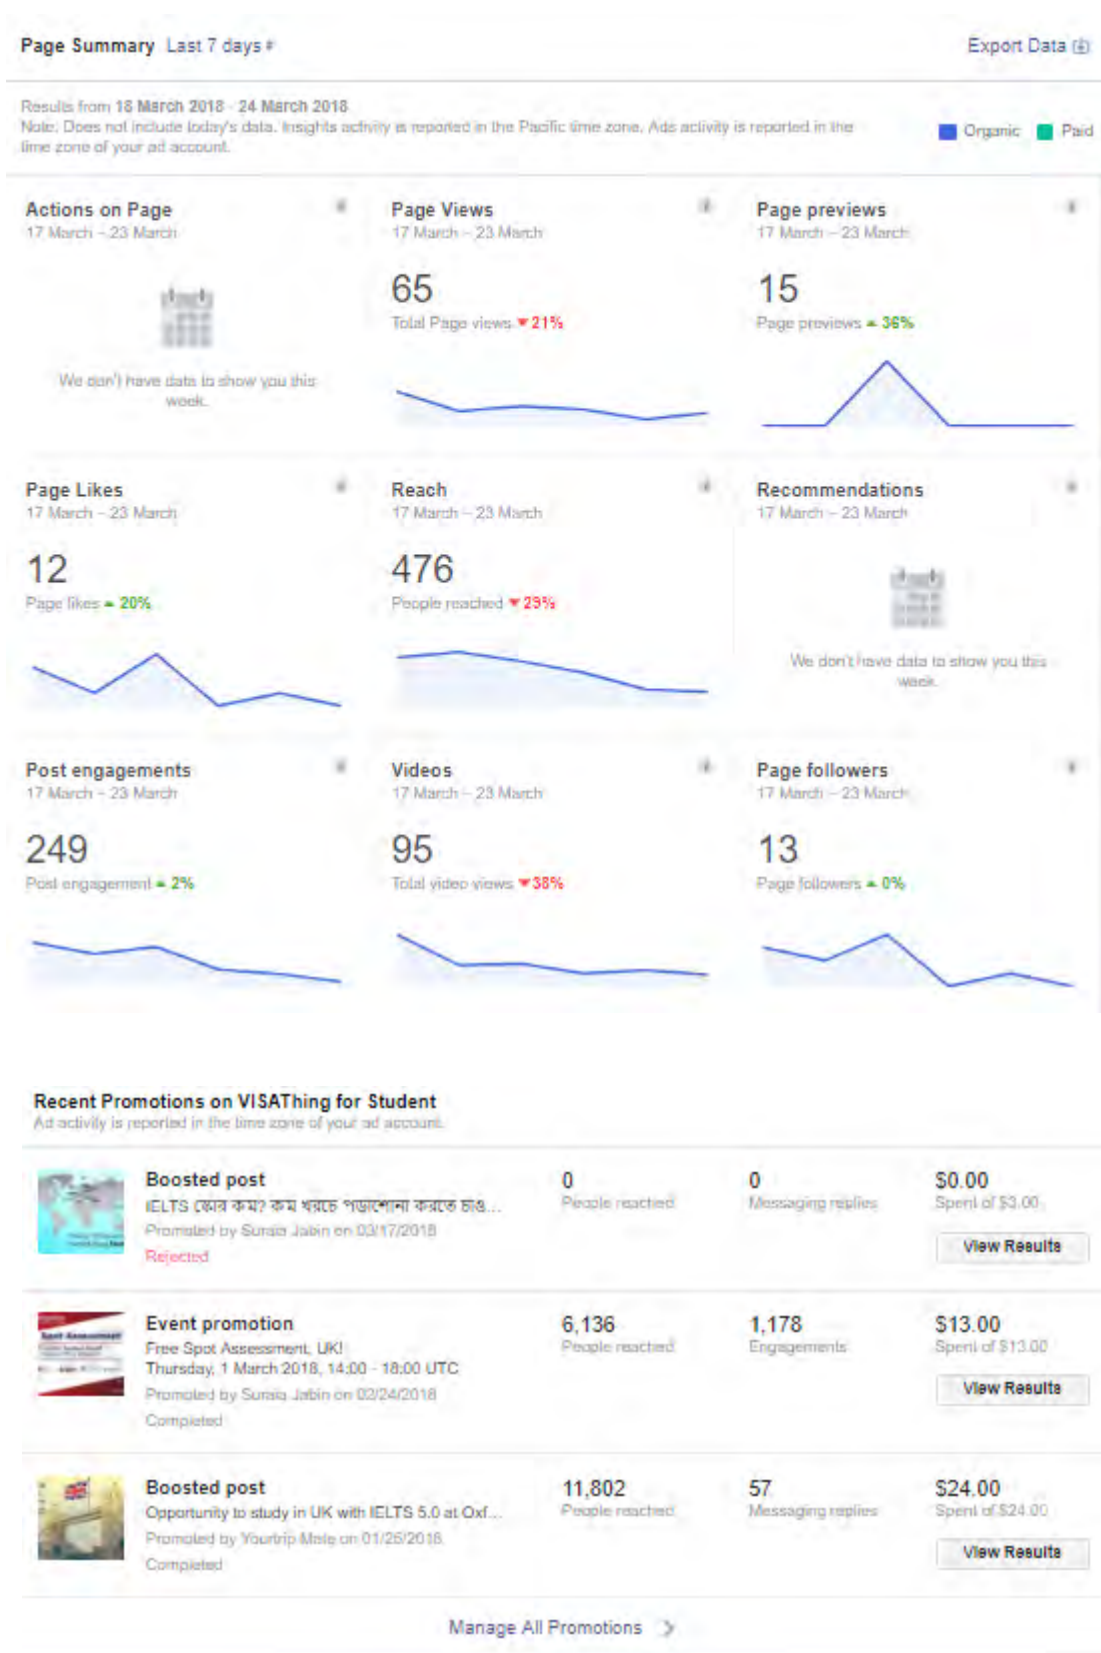 Page Summary Last 7 days
Export Data
Results from 18 March 2018 - 24 March 2018
Note: Does not include today's data. Insights activity is reported in the Pacific time zone. Ads activity is reported in the
time zone of your ad account.
Organic Paid
Actions on Page
17 March – 23 March
We don't have data to show you this
week.
Page Views
17 March – 23 March
65
Total Page views ▼ 21%
Page previews
17 March – 23 March
15
Page previews ▲ 36%
Page Likes
17 March – 23 March
12
Page likes ▲ 20%
Reach
17 March – 23 March
476
People reached ▼ 29%
Recommendations
17 March – 23 March
We don't have data to show you this
week.
Post engagements
17 March – 23 March
249
Post engagement ▲ 2%
Videos
17 March – 23 March
95
Total video views ▼ 38%
Page followers
17 March – 23 March
13
Page followers ▲ 0%
Recent Promotions on VISAThing for Student
Ad activity is reported in the time zone of your ad account.
Boosted post
IELTS স্কোর কম? কম খরচে পড়াশোনা করতে চাও...
Promoted by Suraia Jabin on 03/17/2018
Rejected
0
People reached
0
Messaging replies
$0.00
Spent of $3.00
View Results
Spot Assessment
Event promotion
Free Spot Assessment, UK!
Thursday, 1 March 2018, 14:00 - 18:00 UTC
Promoted by Suraia Jabin on 02/24/2018
Completed
6,136
People reached
1,178
Engagements
$13.00
Spent of $13.00
View Results
Boosted post
Opportunity to study in UK with IELTS 5.0 at Oxf...
Promoted by Yourtrip Mate on 01/25/2018
Completed
11,802
People reached
57
Messaging replies
$24.00
Spent of $24.00
View Results
Manage All Promotions